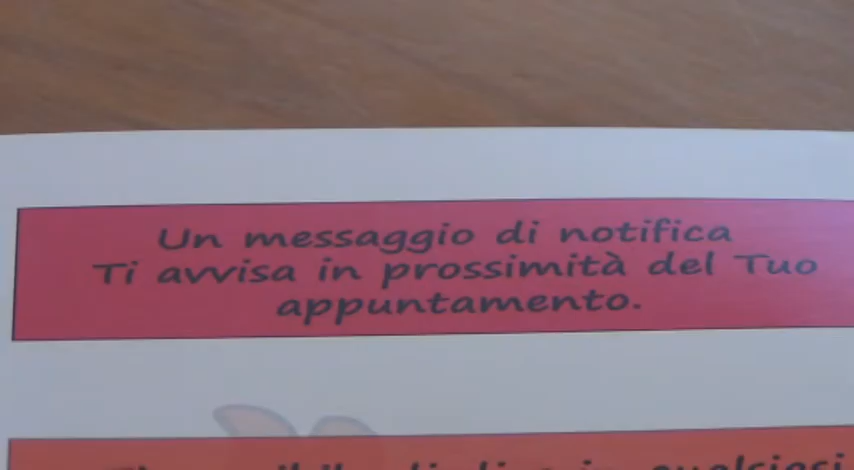 Un messaggio di notifica
Ti avvisa in prossimità del Tuo
appuntamento.